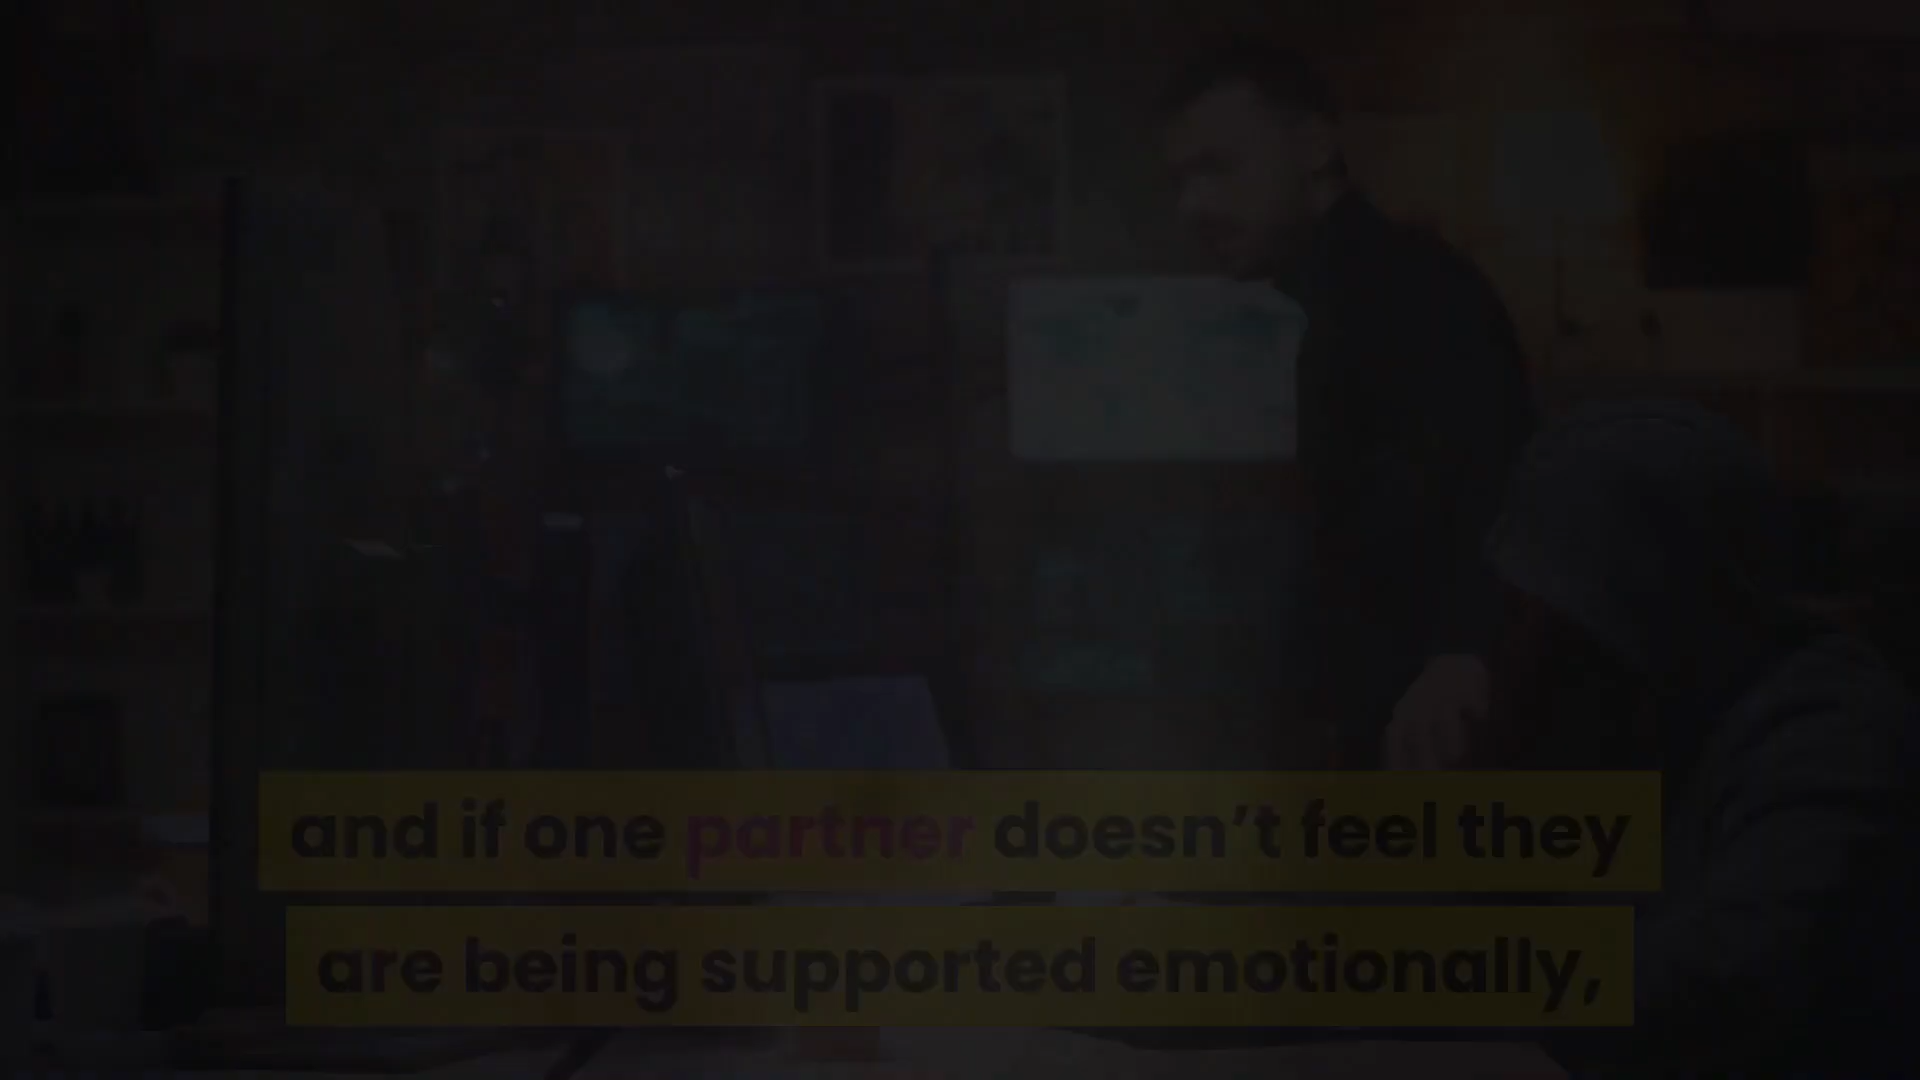 and if one partner doesn’t feel they
are being supported emotionally,